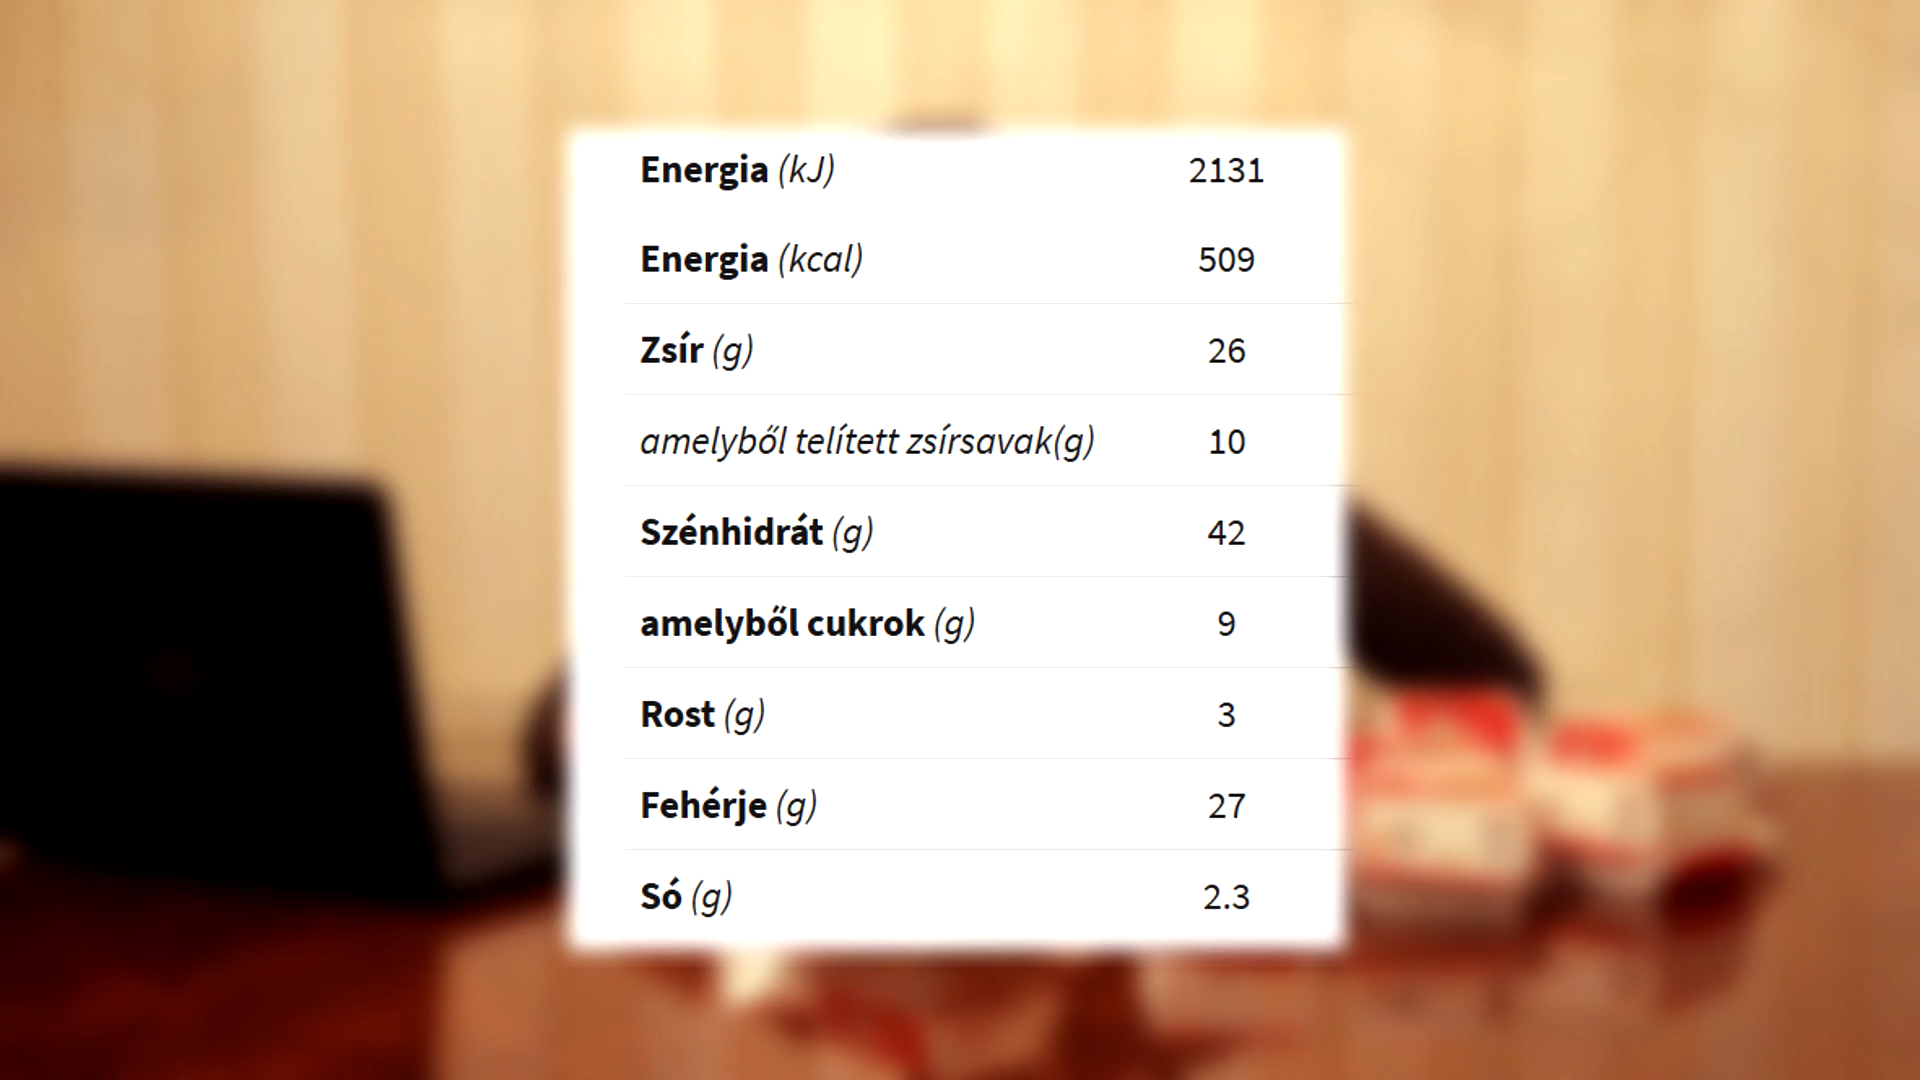 Energia (kJ) 2131
Energia (kcal) 509
Zsír (g) 26
amelyből telített zsírsavak(g) 10
Szénhidrát (g) 42
amelyből cukrok (g) 9
Rost (g) 3
Fehérje (g) 27
Só (g) 2.3